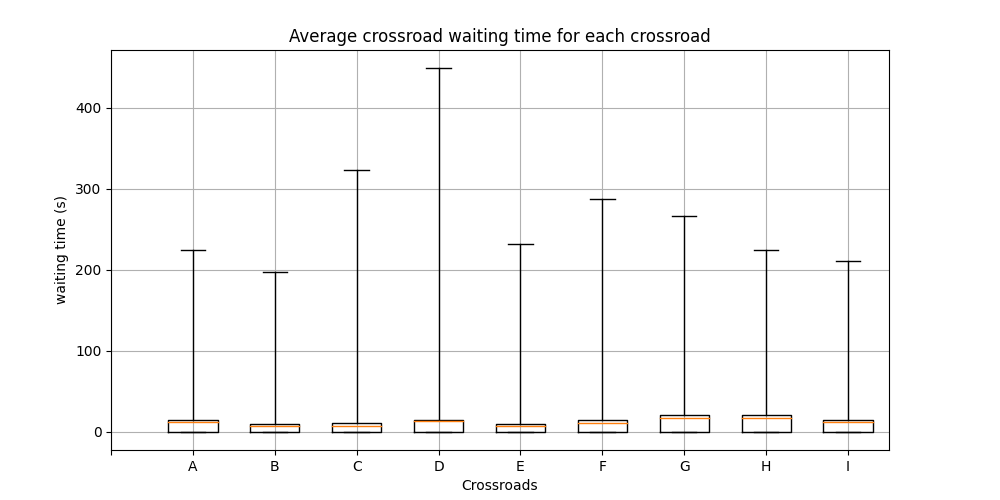 Average crossroad waiting time for each crossroad
waiting time (s)
400
300
200
100
0
A B C D E F G H I
Crossroads